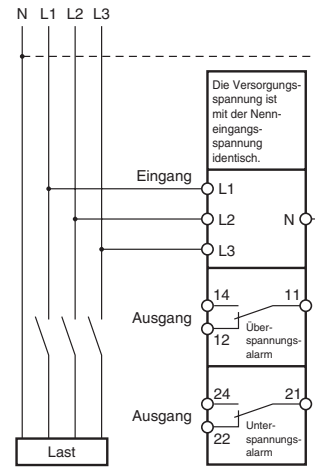 N L1 L2 L3
Die Versorgungs-
spannung ist
mit der Nenn-
eingangs-
spannung
identisch.
Eingang
L1
L2 N
L3
14 11
Ausgang
12
Über-
spannungs-
alarm
24 21
Ausgang
22
Unter-
spannungs-
alarm
Last